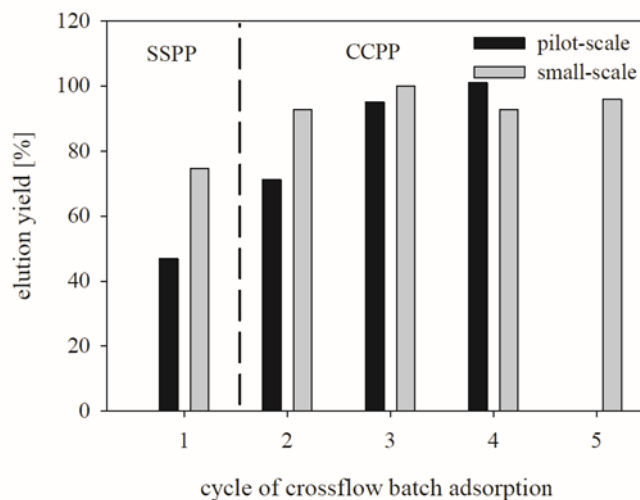 SSPP
CCPP
pilot-scale
small-scale
120
100
80
60
40
20
0
elution yield [%]
1 2 3 4 5
cycle of crossflow batch adsorption